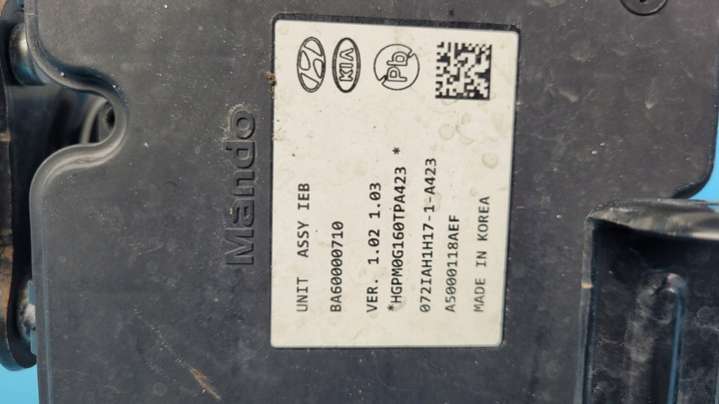 Mando
KIA
Pb
UNIT ASSY IEB
BA60000710
VER. 1.02 1.03
*HGPM0G160TPA423 *
072IAH1H17-1-A423
A5000118AEF
MADE IN KOREA